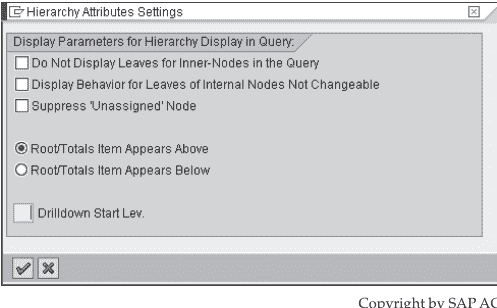 Hierarchy Attributes Settings
Display Parameters for Hierarchy Display in Query:
Do Not Display Leaves for Inner-Nodes in the Query
Display Behavior for Leaves of Internal Nodes Not Changeable
Suppress 'Unassigned' Node
Root/Totals Item Appears Above
Root/Totals Item Appears Below
Drilldown Start Lev.
Copyright by SAP AG